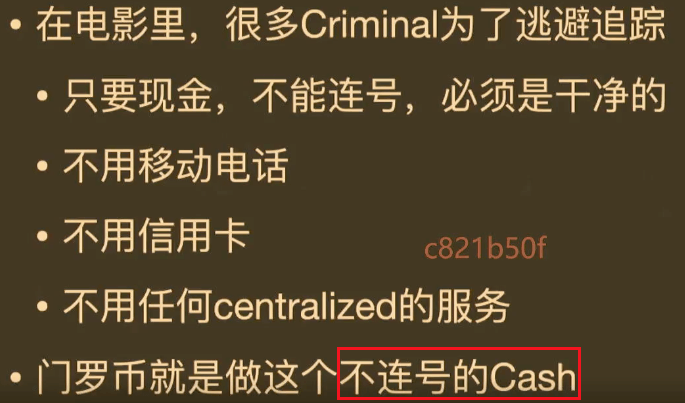 • 在电影里，很多Criminal为了逃避追踪
• 只要现金，不能连号，必须是干净的
• 不用移动电话
• 不用信用卡
c821b50f
• 不用任何centralized的服务
• 门罗币就是做这个不连号的Cash